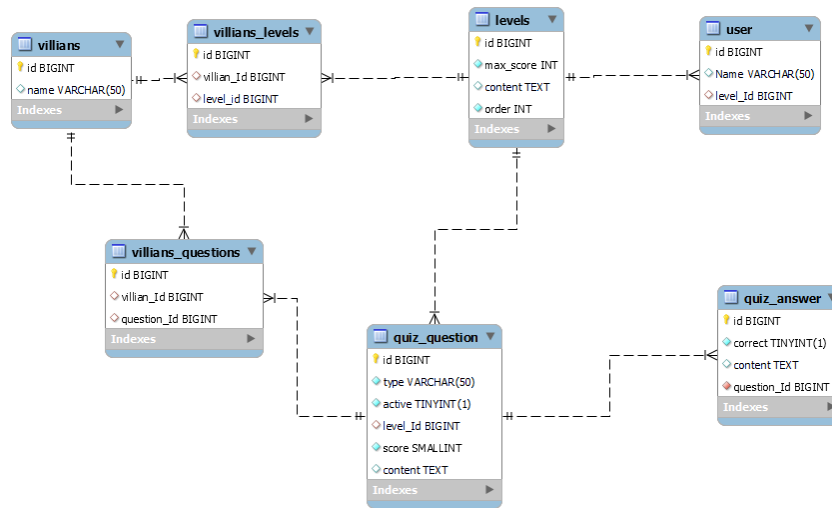 villians
id BIGINT
name VARCHAR(50)
Indexes
villians_levels
id BIGINT
villian_Id BIGINT
level_id BIGINT
Indexes
levels
id BIGINT
max_score INT
content TEXT
order INT
Indexes
user
id BIGINT
Name VARCHAR(50)
level_Id BIGINT
Indexes
villians_questions
id BIGINT
villian_Id BIGINT
question_Id BIGINT
Indexes
quiz_question
id BIGINT
type VARCHAR(50)
active TINYINT(1)
level_Id BIGINT
score SMALLINT
content TEXT
Indexes
quiz_answer
id BIGINT
correct TINYINT(1)
content TEXT
question_Id BIGINT
Indexes